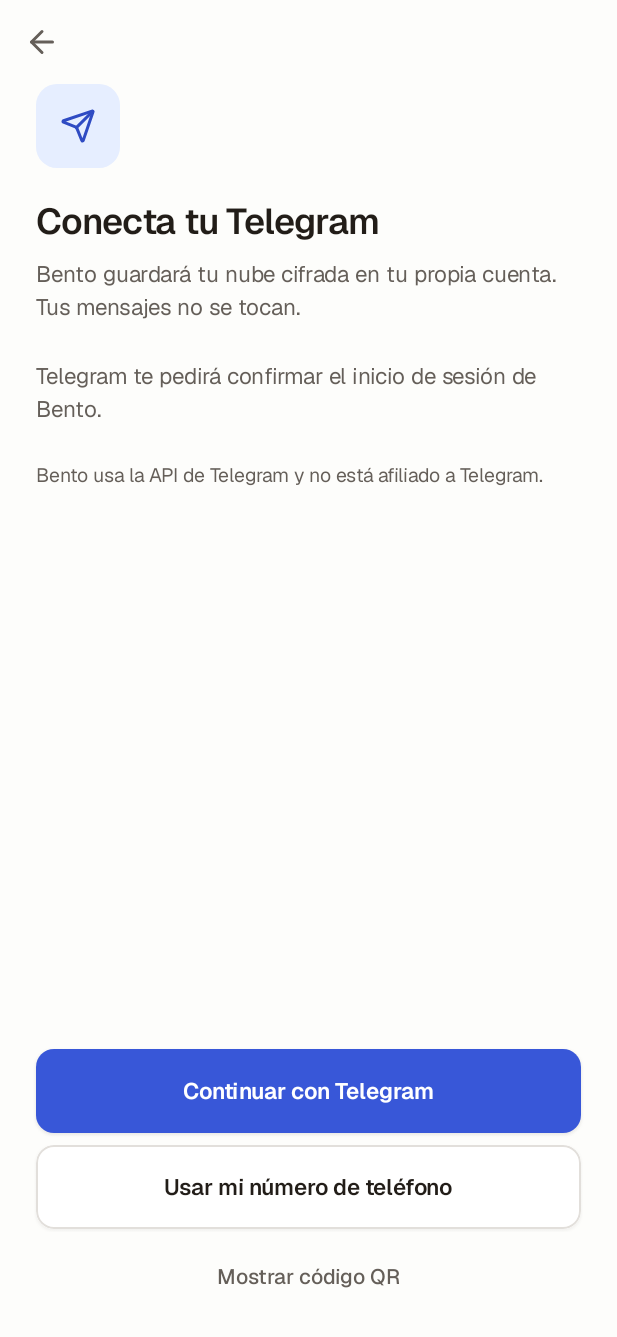 Conecta tu Telegram
Bento guardará tu nube cifrada en tu propia cuenta.
Tus mensajes no se tocan.
Telegram te pedirá confirmar el inicio de sesión de
Bento.
Bento usa la API de Telegram y no está afiliado a Telegram.
Continuar con Telegram
Usar mi número de teléfono
Mostrar código QR